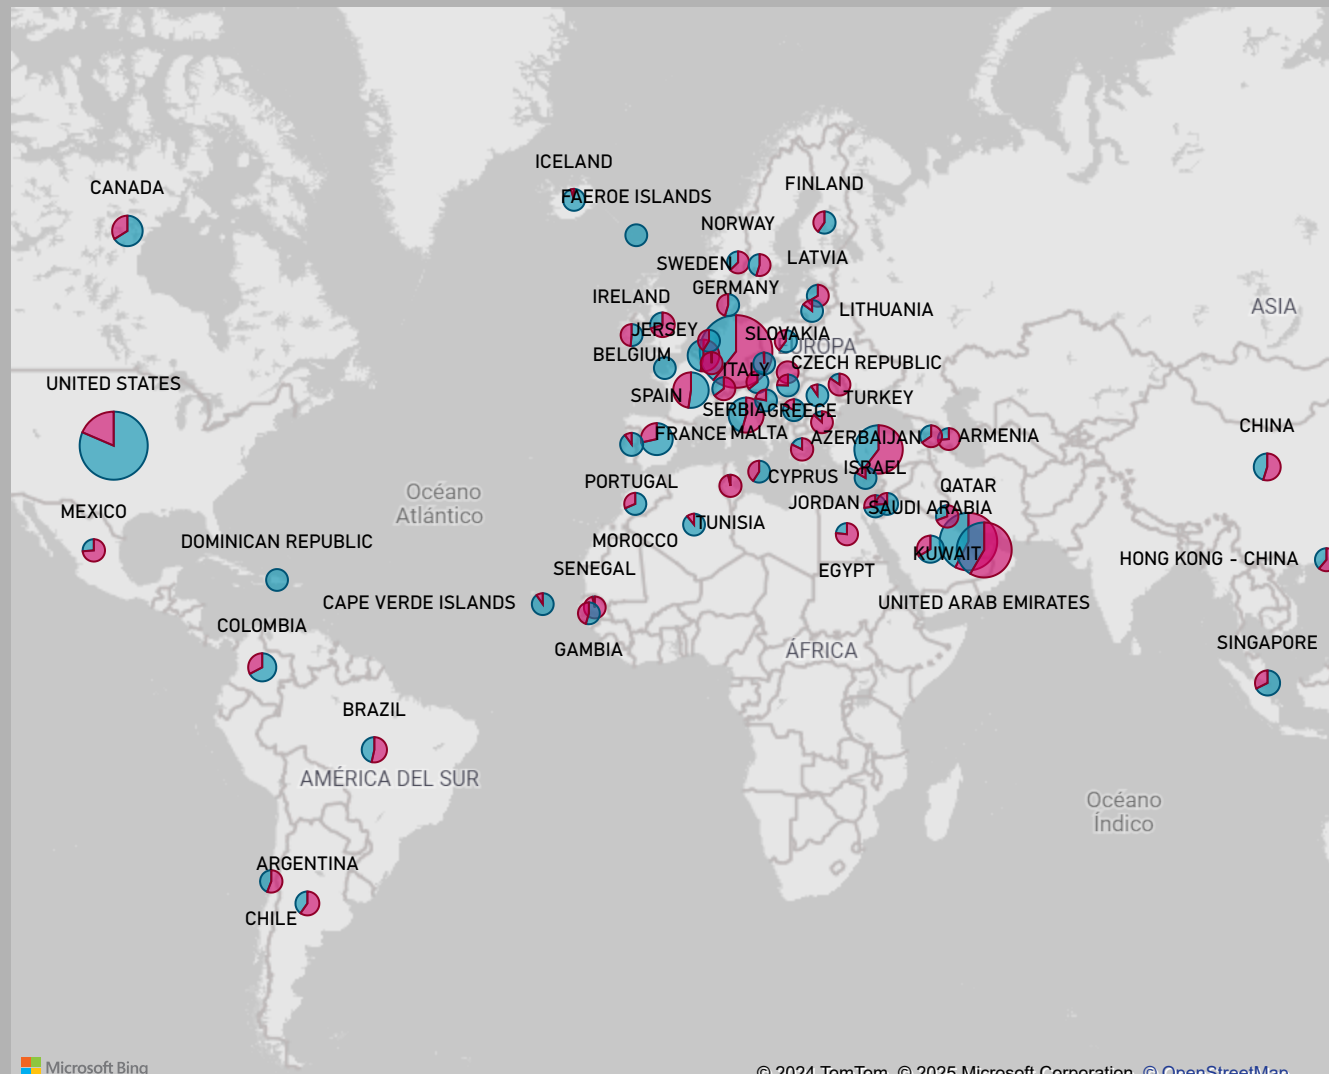 ICELAND
CANADA
FAEROE ISLANDS
FINLAND
NORWAY
SWEDEN
LATVIA
GERMANY
IRELAND
LITHUANIA
ASIA
JERSEY
SLOVAKIA
EUROPA
BELGIUM
CZECH REPUBLIC
ITALY
UNITED STATES
SPAIN
TURKEY
SERBIA
GREECE
CHINA
FRANCE
MALTA
AZERBAIJAN
ARMENIA
ISRAEL
CYPRUS
PORTUGAL
QATAR
Océano
Atlántico
JORDAN
SAUDI ARABIA
MEXICO
TUNISIA
MOROCCO
DOMINICAN REPUBLIC
KUWAIT
HONG KONG - CHINA
SENEGAL
EGYPT
CAPE VERDE ISLANDS
UNITED ARAB EMIRATES
COLOMBIA
GAMBIA
ÁFRICA
SINGAPORE
BRAZIL
AMÉRICA DEL SUR
Océano
Índico
ARGENTINA
CHILE
Microsoft Bing
© 2024 TomTom, © 2025 Microsoft Corporation, © OpenStreetMap